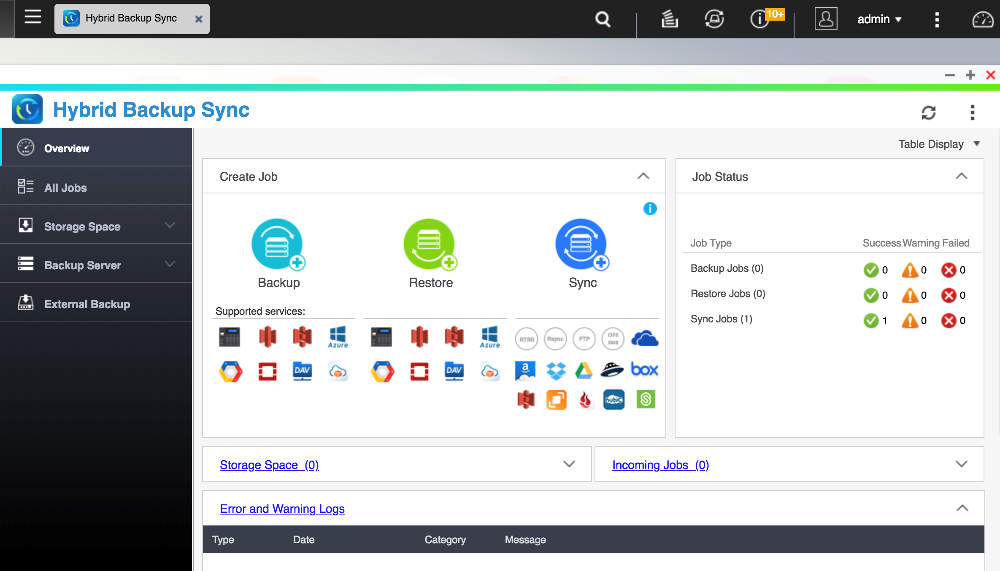 Hybrid Backup Sync
10+
admin
Hybrid Backup Sync
Overview
All Jobs
Storage Space
Backup Server
External Backup
Table Display
Create Job
Backup
Restore
Sync
Supported services:
Azure
Azure
RTRR
Rsync
FTP
CIFS
SMB
DAV
DAV
a
box
hubiC
Job Status
Job Type Success Warning Failed
Backup Jobs (0) 0 0 0
Restore Jobs (0) 0 0 0
Sync Jobs (1) 1 0 0
Storage Space (0)
Incoming Jobs (0)
Error and Warning Logs
Type Date Category Message